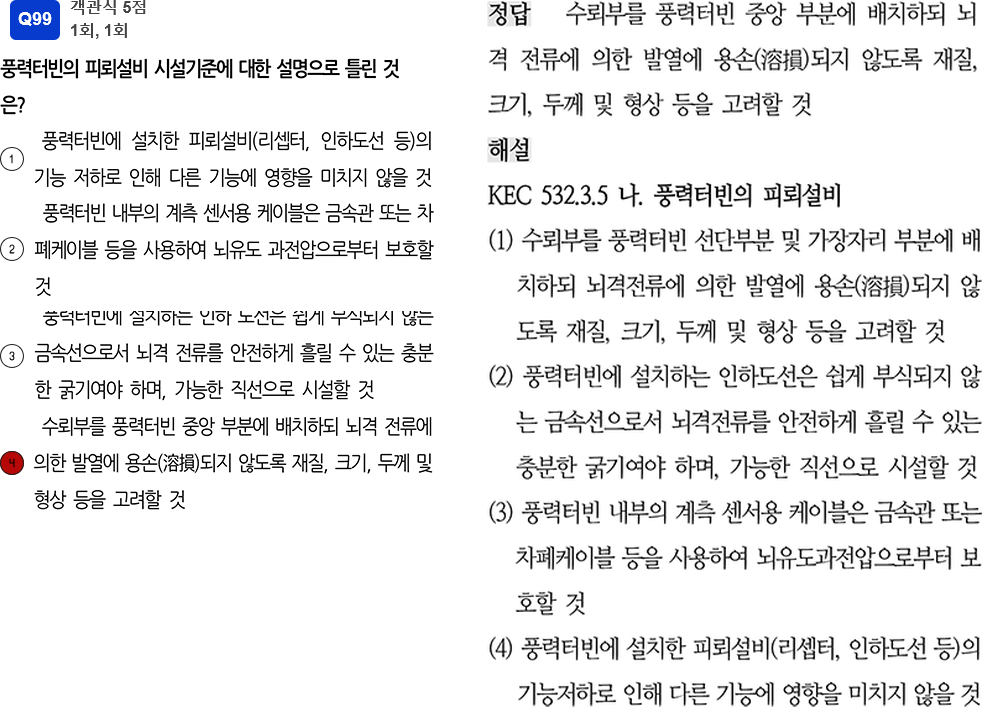 Q99
객관식 5점
1회, 1회
풍력터빈의 피뢰설비 시설기준에 대한 설명으로 틀린 것
은?
① 풍력터빈에 설치한 피뢰설비(리셉터, 인하도선 등)의
기능 저하로 인해 다른 기능에 영향을 미치지 않을 것
풍력터빈 내부의 계측 센서용 케이블은 금속관 또는 차
② 폐케이블 등을 사용하여 뇌유도 과전압으로부터 보호할
것
풍력터빈에 설치하는 인하 도선은 쉽게 부식되지 않는
③ 금속선으로서 뇌격 전류를 안전하게 흘릴 수 있는 충분
한 굵기여야 하며, 가능한 직선으로 시설할 것
수뢰부를 풍력터빈 중앙 부분에 배치하되 뇌격 전류에
④ 의한 발열에 용손(溶損)되지 않도록 재질, 크기, 두께 및
형상 등을 고려할 것
정답 수뢰부를 풍력터빈 중앙 부분에 배치하되 뇌
격 전류에 의한 발열에 용손(溶損)되지 않도록 재질,
크기, 두께 및 형상 등을 고려할 것
해설
KEC 532.3.5 나. 풍력터빈의 피뢰설비
(1) 수뢰부를 풍력터빈 선단부분 및 가장자리 부분에 배
치하되 뇌격전류에 의한 발열에 용손(溶損)되지 않
도록 재질, 크기, 두께 및 형상 등을 고려할 것
(2) 풍력터빈에 설치하는 인하도선은 쉽게 부식되지 않
는 금속선으로서 뇌격전류를 안전하게 흘릴 수 있는
충분한 굵기여야 하며, 가능한 직선으로 시설할 것
(3) 풍력터빈 내부의 계측 센서용 케이블은 금속관 또는
차폐케이블 등을 사용하여 뇌유도과전압으로부터 보
호할 것
(4) 풍력터빈에 설치한 피뢰설비(리셉터, 인하도선 등)의
기능저하로 인해 다른 기능에 영향을 미치지 않을 것